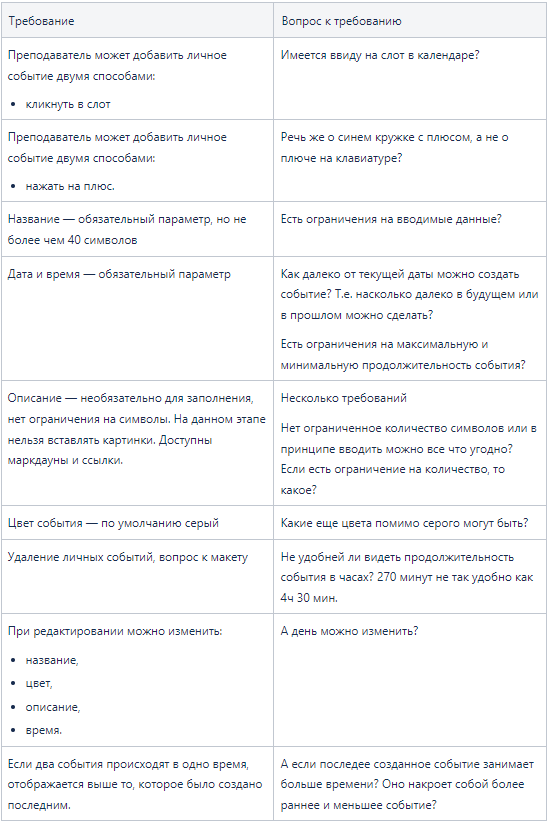 Требование
Вопрос к требованию
Преподаватель может добавить личное
событие двумя способами:
• кликнуть в слот
Имеется ввиду на слот в календаре?
Преподаватель может добавить личное
событие двумя способами:
• нажать на плюс.
Речь же о синем кружке с плюсом, а не о
плюче на клавиатуре?
Название — обязательный параметр, но не
более чем 40 символов
Есть ограничения на вводимые данные?
Дата и время — обязательный параметр
Как далеко от текущей даты можно создать
событие? Т.е. насколько далеко в будущем или
в прошлом можно сделать?
Есть ограничения на максимальную и
минимальную продолжительность события?
Описание — необязательно для заполнения,
нет ограничения на символы. На данном этапе
нельзя вставлять картинки. Доступны
маркдауны и ссылки.
Несколько требований
Нет ограниченное количество символов или в
принципе вводить можно все что угодно?
Если есть ограничение на количество, то
какое?
Цвет события — по умолчанию серый
Какие еще цвета помимо серого могут быть?
Удаление личных событий, вопрос к макету
Не удобней ли видеть продолжительность
события в часах? 270 минут не так удобно как
4ч 30 мин.
При редактировании можно изменить:
• название,
• цвет,
• описание,
• время.
А день можно изменить?
Если два события происходят в одно время,
отображается выше то, которое было создано
последним.
А если последее созданное событие занимает
больше времени? Оно накроет собой более
раннее и меньшее событие?